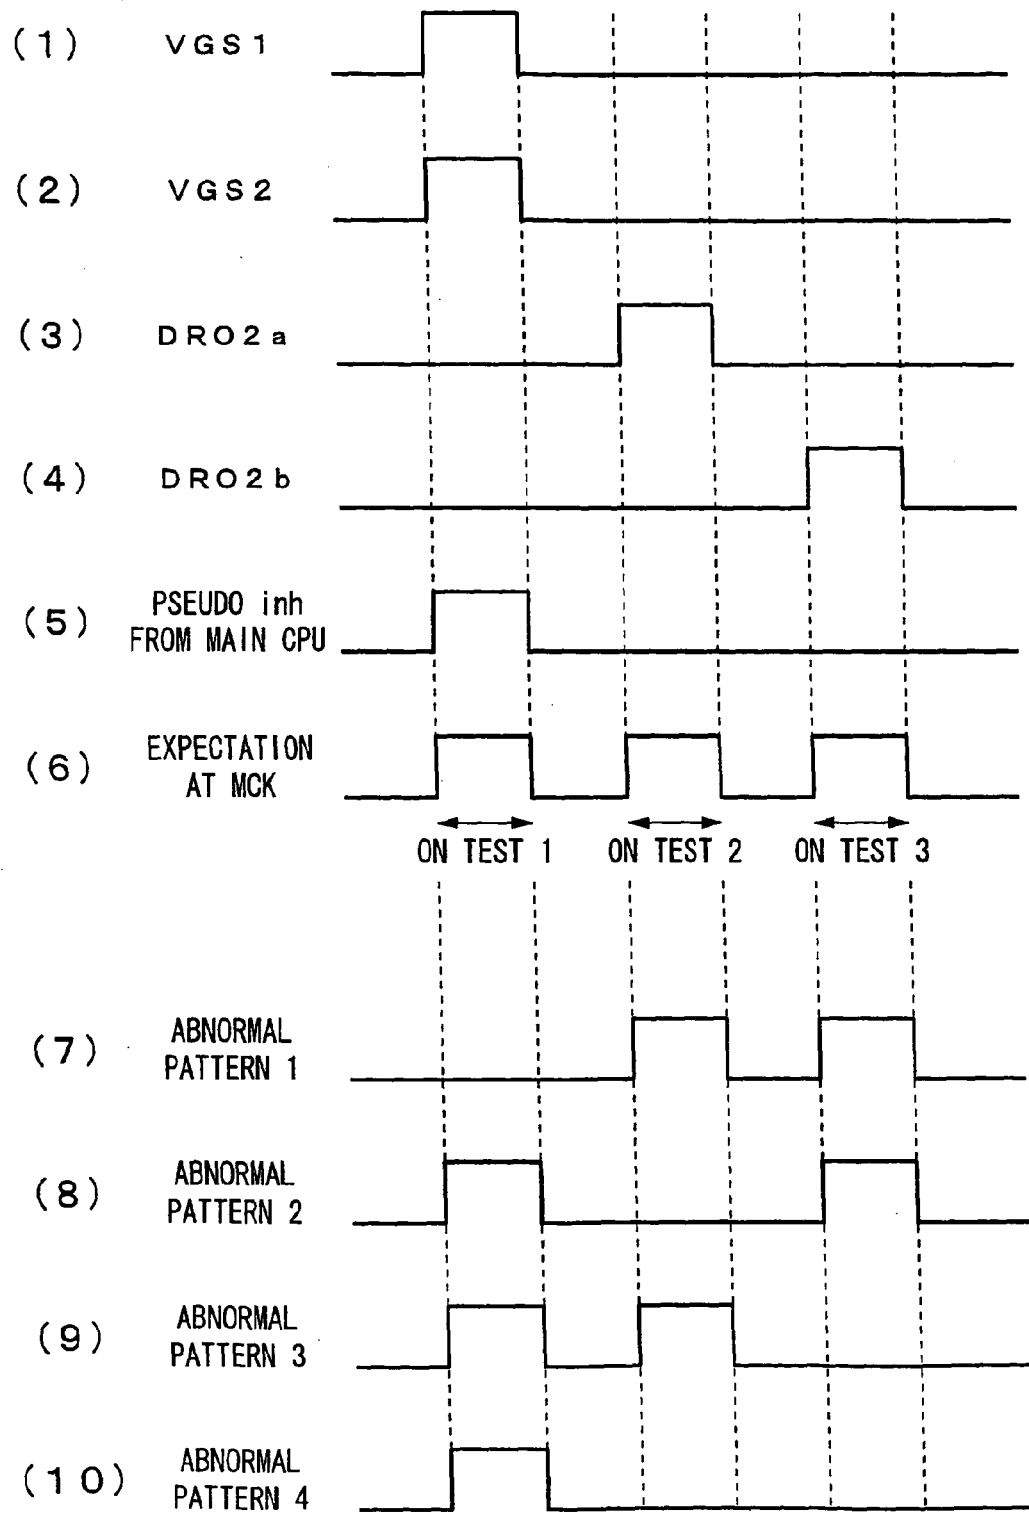 (1) VGS1
(2) VGS2
(3) DRO2a
(4) DRO2b
(5) PSEUDO inh
FROM MAIN CPU
(6) EXPECTATION
AT MCK
ON TEST 1 ON TEST 2 ON TEST 3
(7) ABNORMAL
PATTERN 1
(8) ABNORMAL
PATTERN 2
(9) ABNORMAL
PATTERN 3
(10) ABNORMAL
PATTERN 4